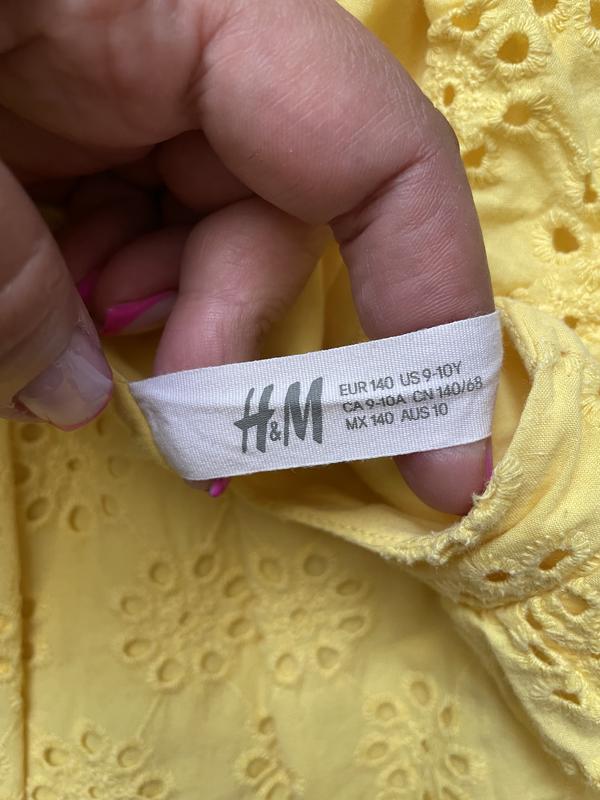 H&M
EUR 140 US 9-10Y
CA 9-10A CN 140/68
MX 140 AUS 10